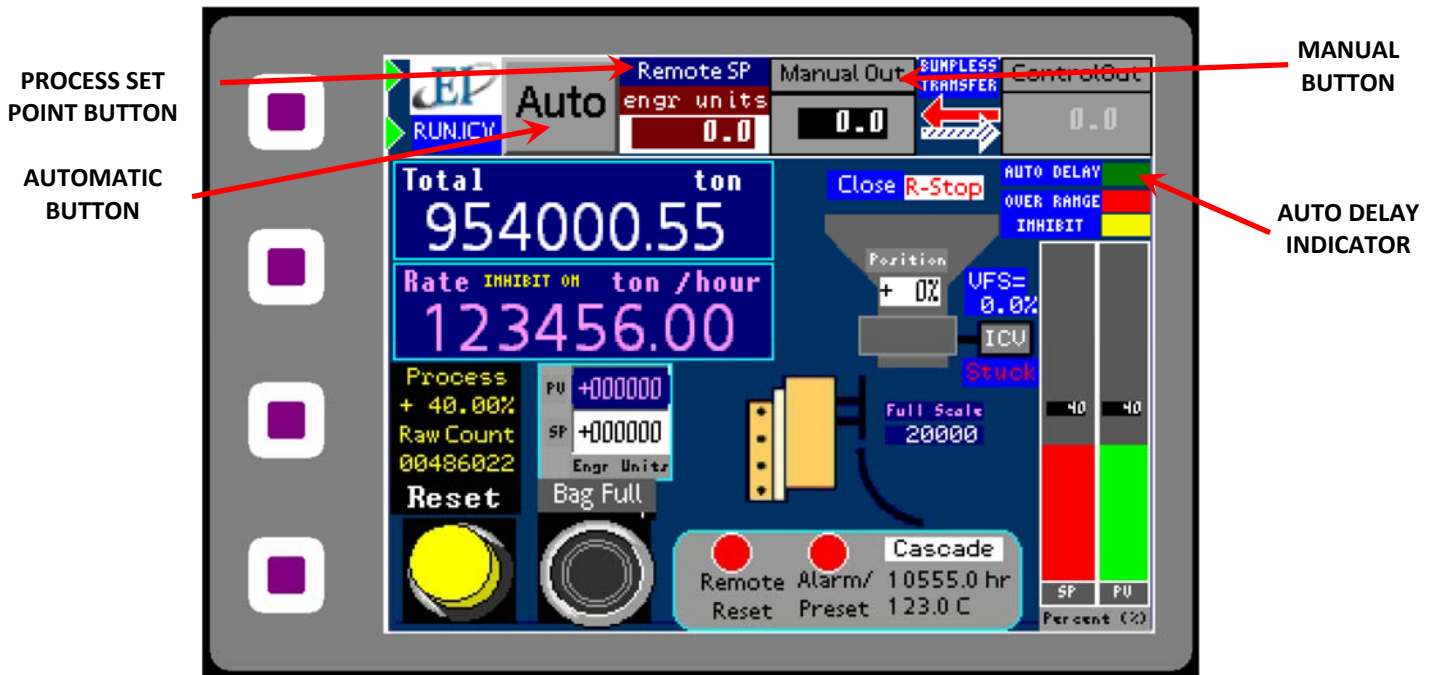 PROCESS SET
POINT BUTTON
AUTOMATIC
BUTTON
MANUAL
BUTTON
AUTO DELAY
INDICATOR
EIP
RUN.ICV
Auto
Remote SP
engr units
0.0
Manual Out
0.0
BUMPLESS
TRANSFER
ControlOut
0.0
Total ton
954000.55
Rate INHIBIT ON ton /hour
123456.00
Close R-Stop
AUTO DELAY
OVER RANGE
INHIBIT
Position
+ 0%
VFS=
0.0%
ICV
Stuck
Process
+ 40.00%
Raw Count
00486022
Reset
PV +000000
SP +000000
Engr Units
Bag Full
Full Scale
20000
40 40
SP PV
Percent (%)
Cascade
Remote Alarm/ 10555.0 hr
Reset Preset 123.0 C